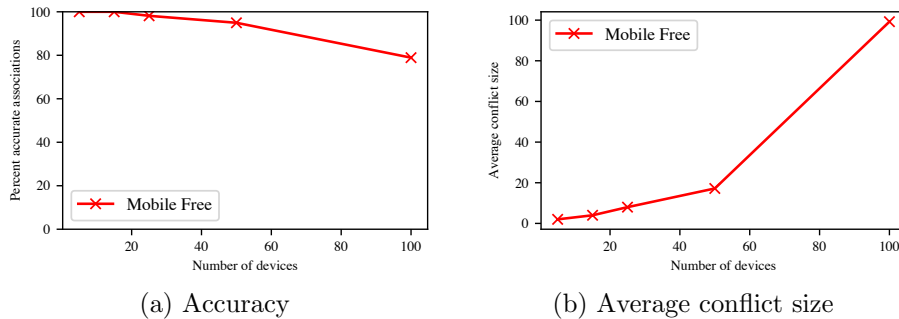 100
80
60
40
20
0
Percent accurate associations
Mobile Free
20 40 60 80 100
Number of devices
(a) Accuracy
100
80
60
40
20
0
Average conflict size
Mobile Free
20 40 60 80 100
Number of devices
(b) Average conflict size